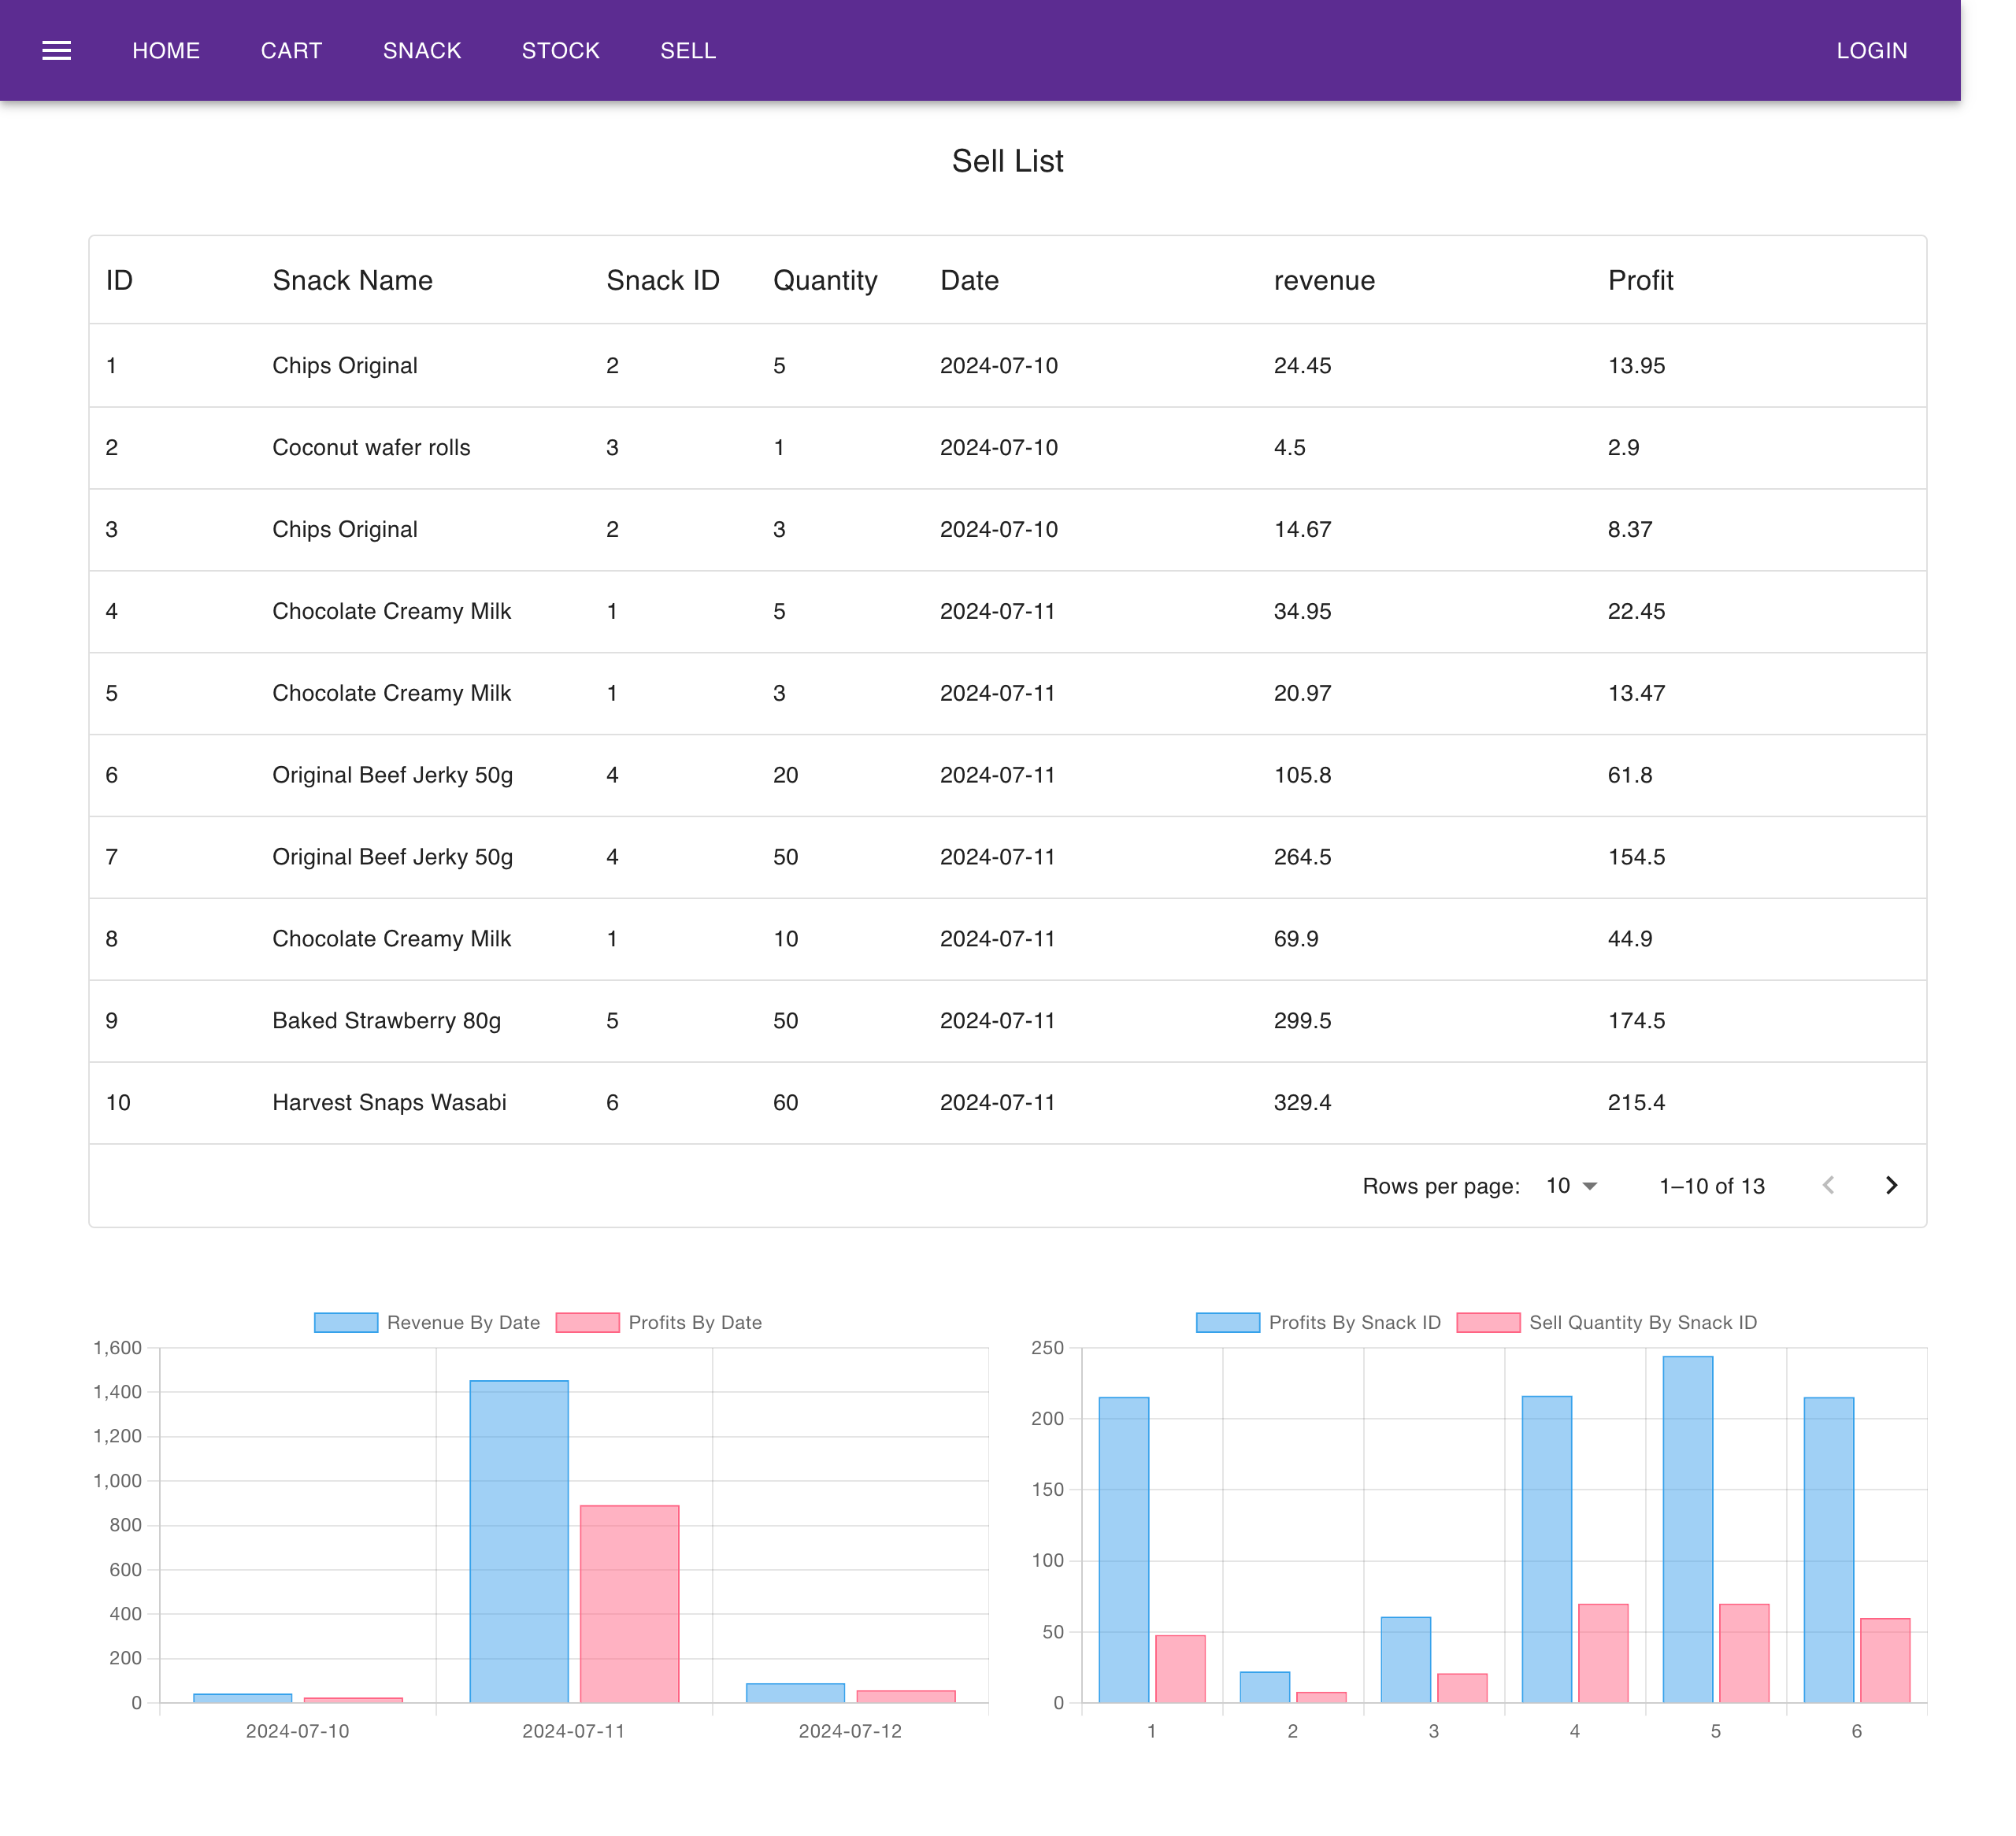 HOME CART SNACK STOCK SELL LOGIN
Sell List
ID Snack Name Snack ID Quantity Date revenue Profit
1 Chips Original 2 5 2024-07-10 24.45 13.95
2 Coconut wafer rolls 3 1 2024-07-10 4.5 2.9
3 Chips Original 2 3 2024-07-10 14.67 8.37
4 Chocolate Creamy Milk 1 5 2024-07-11 34.95 22.45
5 Chocolate Creamy Milk 1 3 2024-07-11 20.97 13.47
6 Original Beef Jerky 50g 4 20 2024-07-11 105.8 61.8
7 Original Beef Jerky 50g 4 50 2024-07-11 264.5 154.5
8 Chocolate Creamy Milk 1 10 2024-07-11 69.9 44.9
9 Baked Strawberry 80g 5 50 2024-07-11 299.5 174.5
10 Harvest Snaps Wasabi 6 60 2024-07-11 329.4 215.4
Rows per page: 10 1–10 of 13
Revenue By Date Profits By Date
1,600
1,400
1,200
1,000
800
600
400
200
0
2024-07-10 2024-07-11 2024-07-12
Profits By Snack ID Sell Quantity By Snack ID
250
200
150
100
50
0
1 2 3 4 5 6